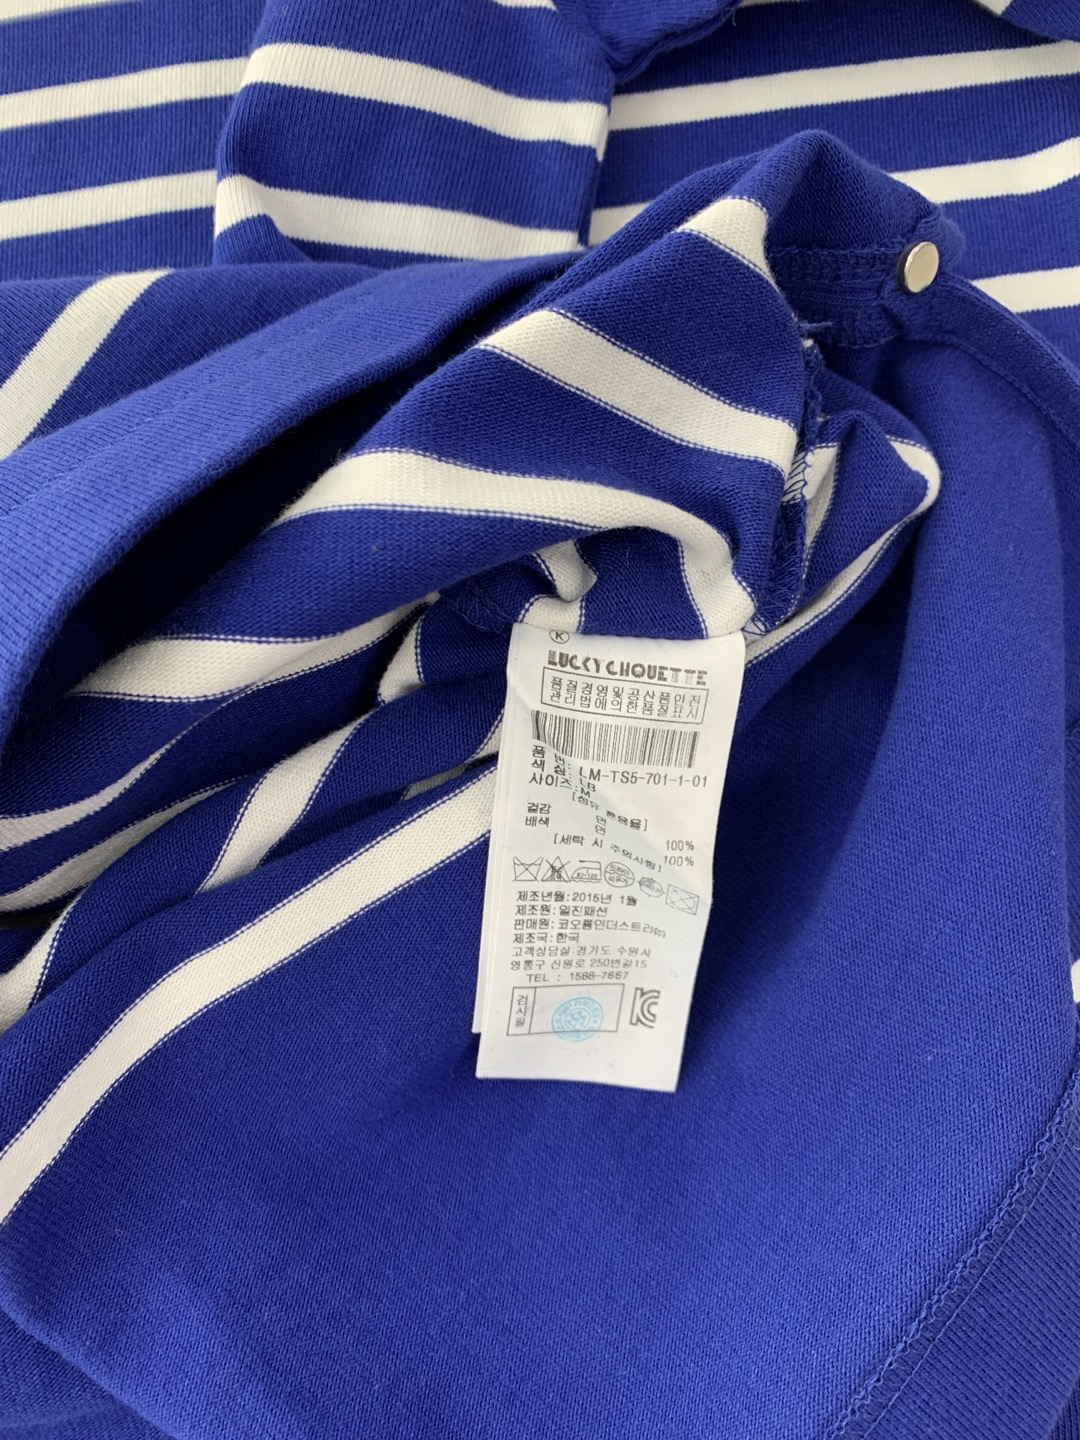 K
LUCKYCHOUETTE
품질경영및공산품안전
관리법에의한품질표시
품
색 LM-TS5-701-1-01
사이즈: M
[섬유 혼용율]
겉감 면 100%
배색 면 100%
[세탁 시 주의사항]
제조년월:2015년 1월
제조원:일진패션
판매원:코오롱인더스트리㈜
제조국:한국
고객상담실:경기도 수원시
영통구 신원로 250번길15
TEL : 1588-7667
검사필
KC